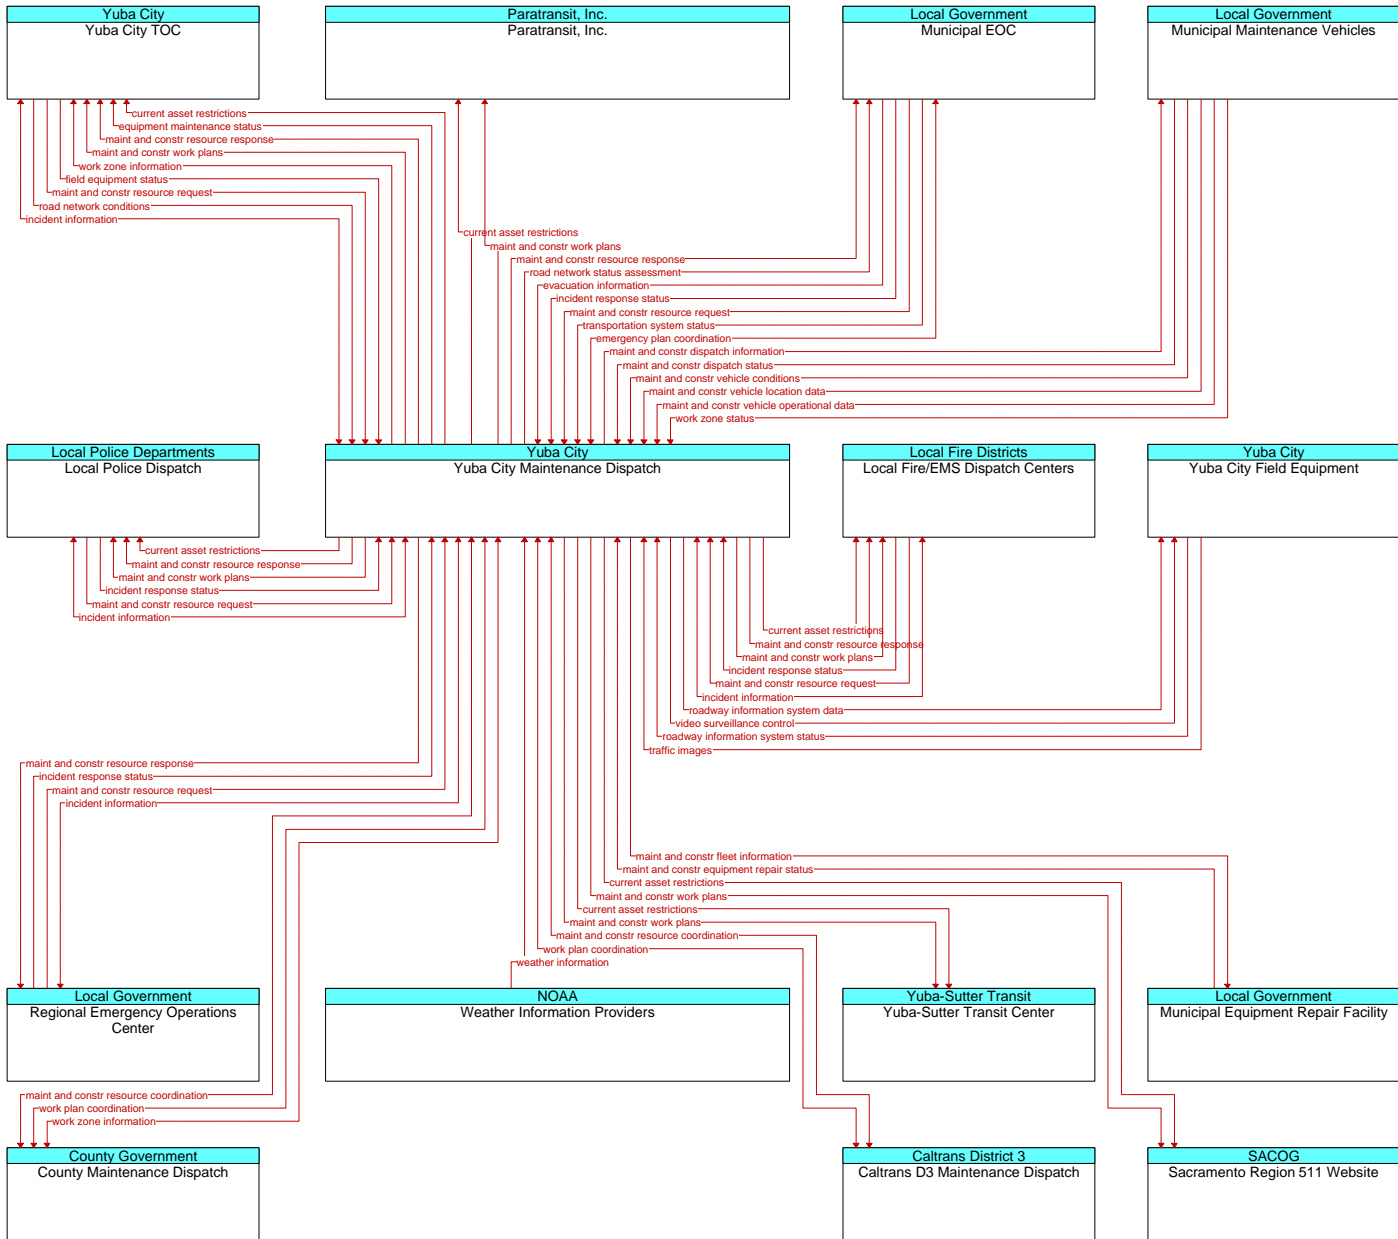 Yuba City
Yuba City TOC
Paratransit, Inc.
Paratransit, Inc.
Local Government
Municipal EOC
Local Government
Municipal Maintenance Vehicles
current asset restrictions
equipment maintenance status
maint and constr resource response
maint and constr work plans
work zone information
field equipment status
maint and constr resource request
road network conditions
incident information
current asset restrictions
maint and constr work plans
maint and constr resource response
road network status assessment
evacuation information
incident response status
maint and constr resource request
transportation system status
emergency plan coordination
maint and constr dispatch information
maint and constr dispatch status
maint and constr vehicle conditions
maint and constr vehicle location data
maint and constr vehicle operational data
work zone status
Local Police Departments
Local Police Dispatch
Yuba City
Yuba City Maintenance Dispatch
Local Fire Districts
Local Fire/EMS Dispatch Centers
Yuba City
Yuba City Field Equipment
current asset restrictions
maint and constr resource response
maint and constr work plans
incident response status
maint and constr resource request
incident information
current asset restrictions
maint and constr resource response
maint and constr work plans
incident response status
maint and constr resource request
incident information
roadway information system data
video surveillance control
roadway information system status
traffic images
maint and constr resource response
incident response status
maint and constr resource request
incident information
maint and constr fleet information
maint and constr equipment repair status
current asset restrictions
maint and constr work plans
current asset restrictions
maint and constr work plans
maint and constr resource coordination
work plan coordination
weather information
Local Government
Regional Emergency Operations
Center
NOAA
Weather Information Providers
Yuba-Sutter Transit
Yuba-Sutter Transit Center
Local Government
Municipal Equipment Repair Facility
maint and constr resource coordination
work plan coordination
work zone information
County Government
County Maintenance Dispatch
Caltrans District 3
Caltrans D3 Maintenance Dispatch
SACOG
Sacramento Region 511 Website